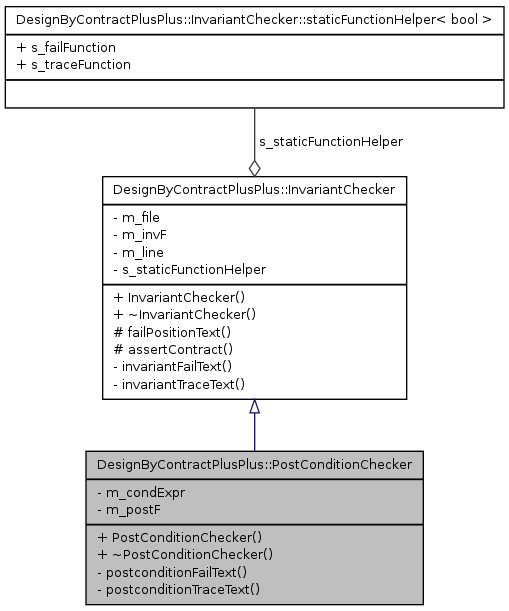 DesignByContractPlusPlus::InvariantChecker::staticFunctionHelper< bool >
+ s_failFunction
+ s_traceFunction
s_staticFunctionHelper
DesignByContractPlusPlus::InvariantChecker
- m_file
- m_invF
- m_line
- s_staticFunctionHelper
+ InvariantChecker()
+ ~InvariantChecker()
# failPositionText()
# assertContract()
- invariantFailText()
- invariantTraceText()
DesignByContractPlusPlus::PostConditionChecker
- m_condExpr
- m_postF
+ PostConditionChecker()
+ ~PostConditionChecker()
- postconditionFailText()
- postconditionTraceText()